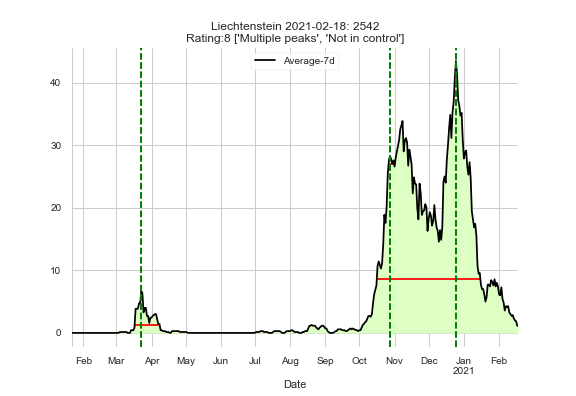 Liechtenstein 2021-02-18: 2542
Rating:8 ['Multiple peaks', 'Not in control']
Average-7d
40
30
20
10
0
Feb Mar Apr May Jun Jul Aug Sep Oct Nov Dec Jan Feb
2021
Date